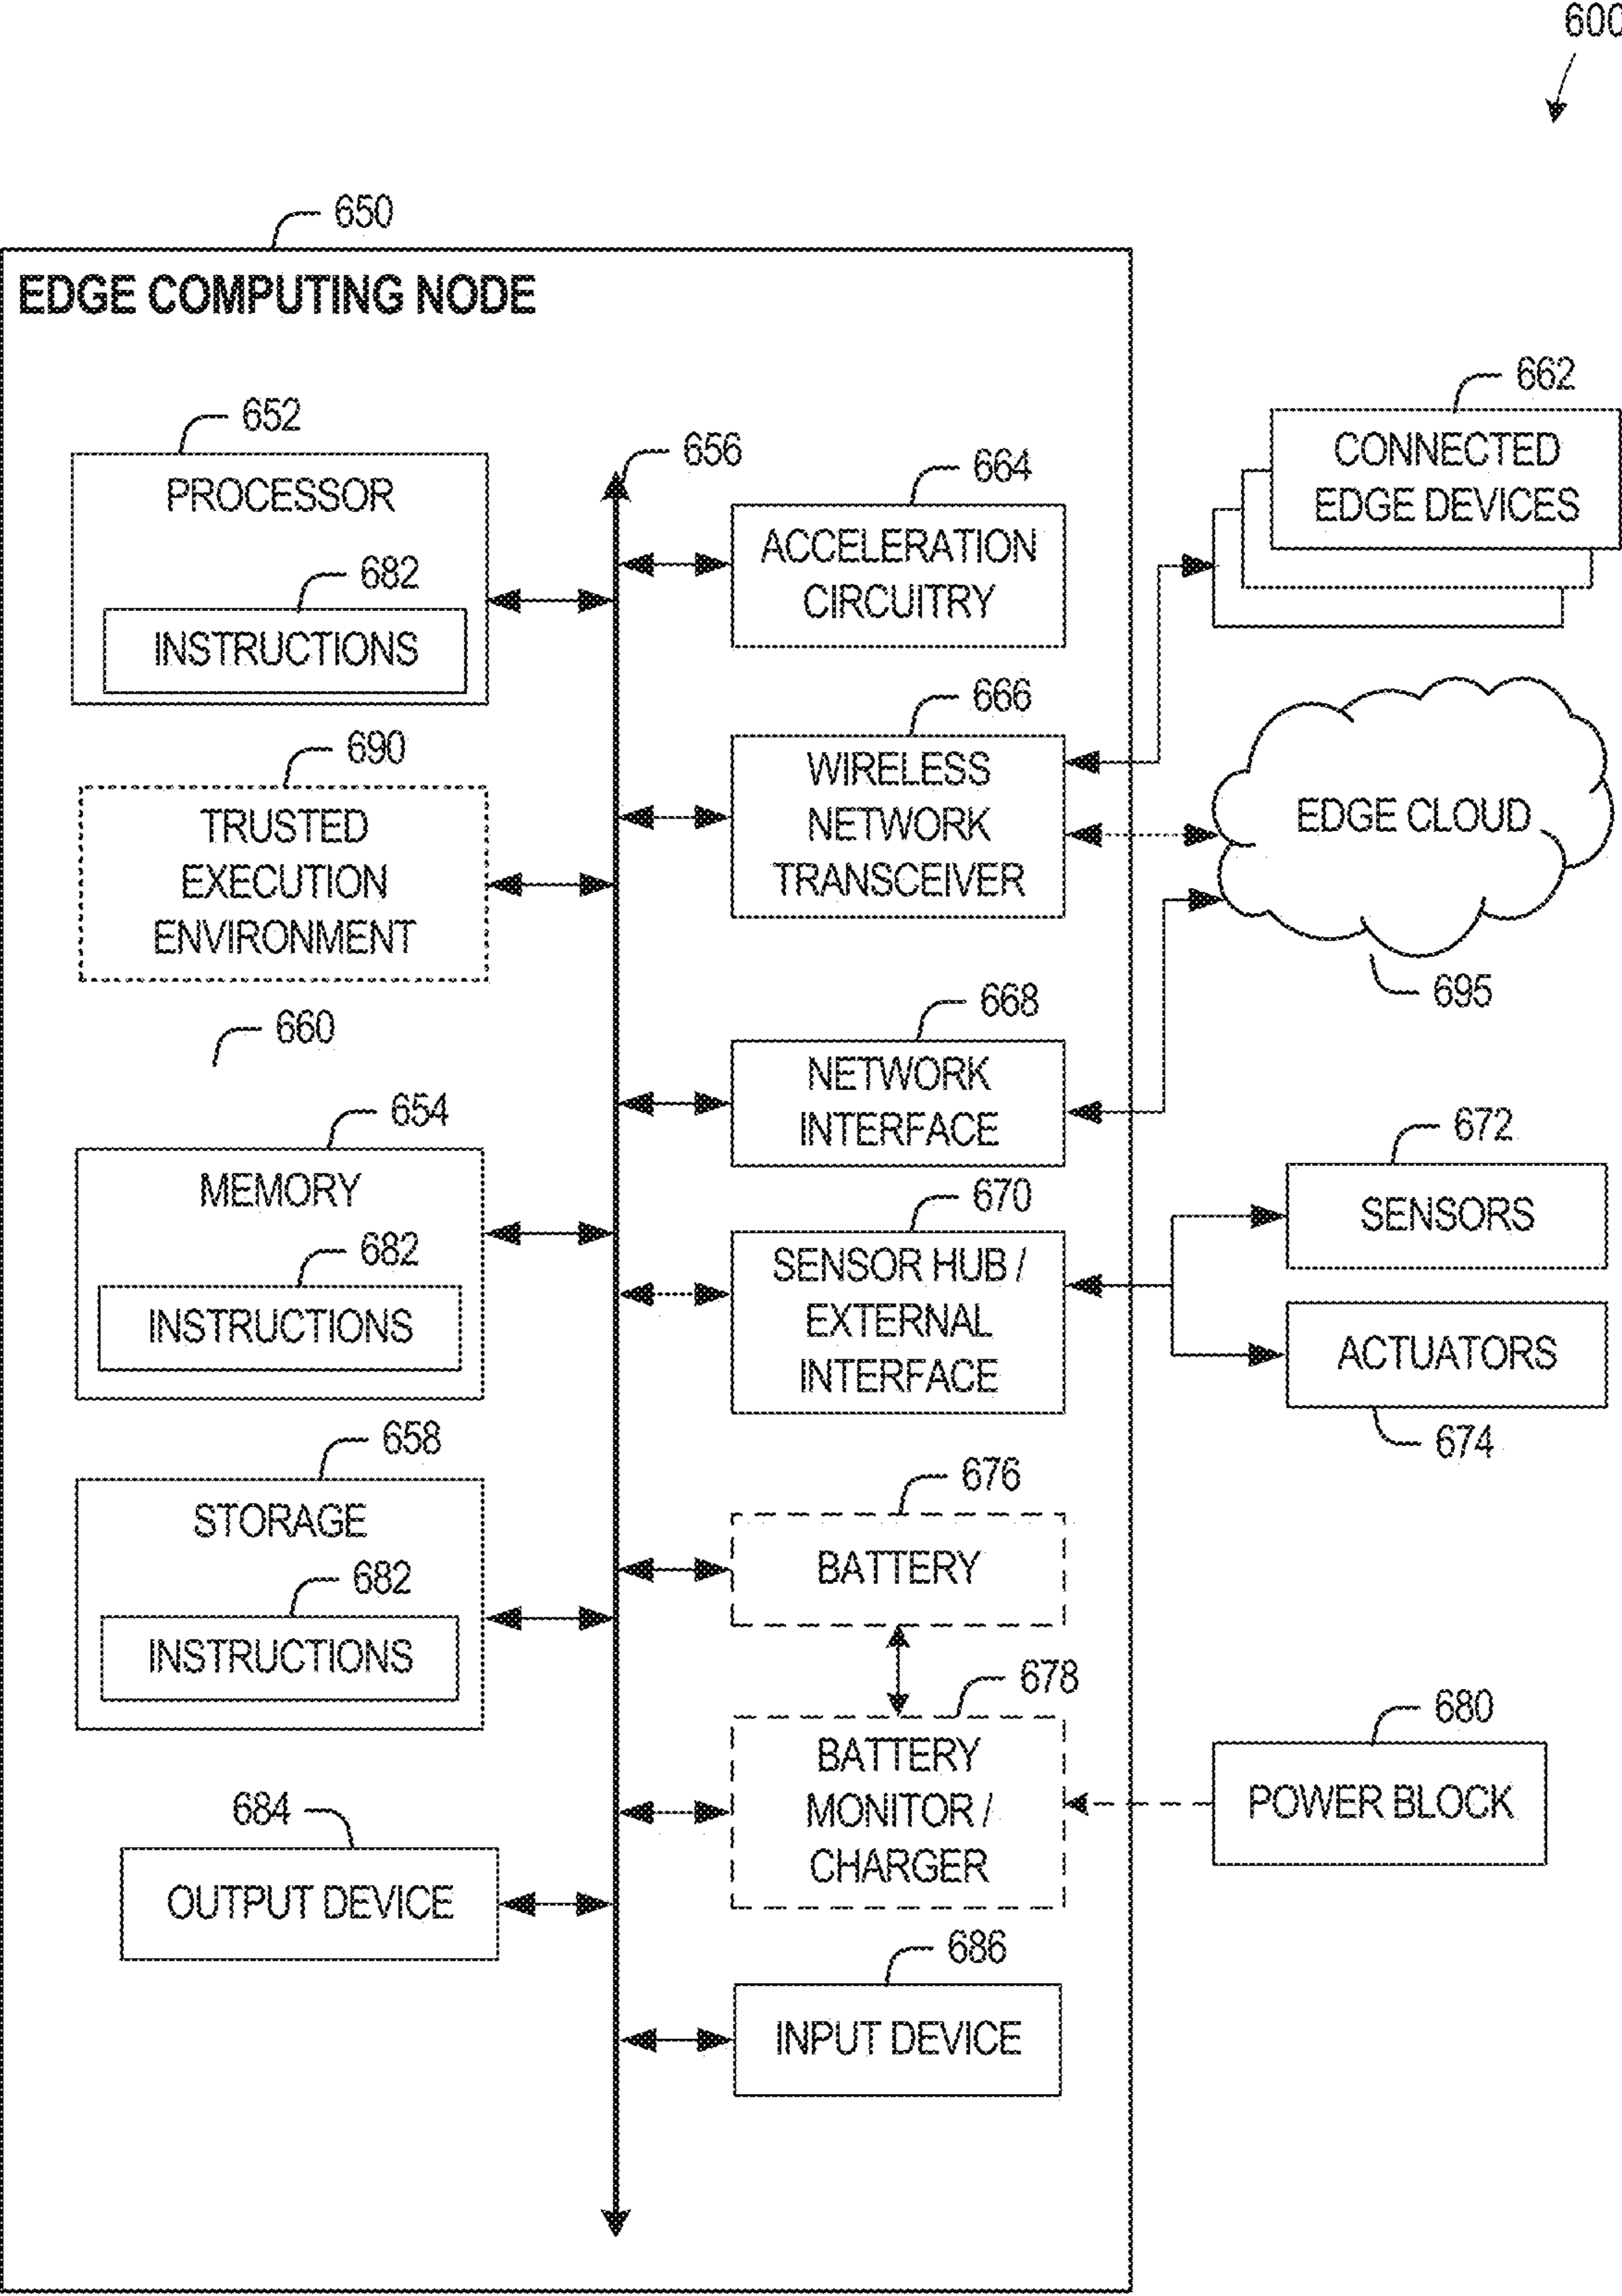 600
650
EDGE COMPUTING NODE
652
PROCESSOR
682
INSTRUCTIONS
690
TRUSTED
EXECUTION
ENVIRONMENT
660
654
MEMORY
682
INSTRUCTIONS
658
STORAGE
682
INSTRUCTIONS
684
OUTPUT DEVICE
656
664
ACCELERATION
CIRCUITRY
666
WIRELESS
NETWORK
TRANSCEIVER
668
NETWORK
INTERFACE
670
SENSOR HUB /
EXTERNAL
INTERFACE
676
BATTERY
678
BATTERY
MONITOR /
CHARGER
686
INPUT DEVICE
662
CONNECTED
EDGE DEVICES
EDGE CLOUD
695
672
SENSORS
ACTUATORS
674
680
POWER BLOCK